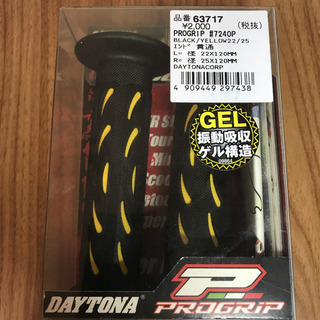 品番 63717
¥2,000 (税抜)
PROGRIP #724OP
BLACK/YELLOW22/25
ｴﾝﾄﾞ 貫通
L= 径 22X120MM
R= 径 25X120MM
DAYTONACORP
4 909449 297438
GEL
振動吸収
ゲル構造
DAYTONA
PROGRIP